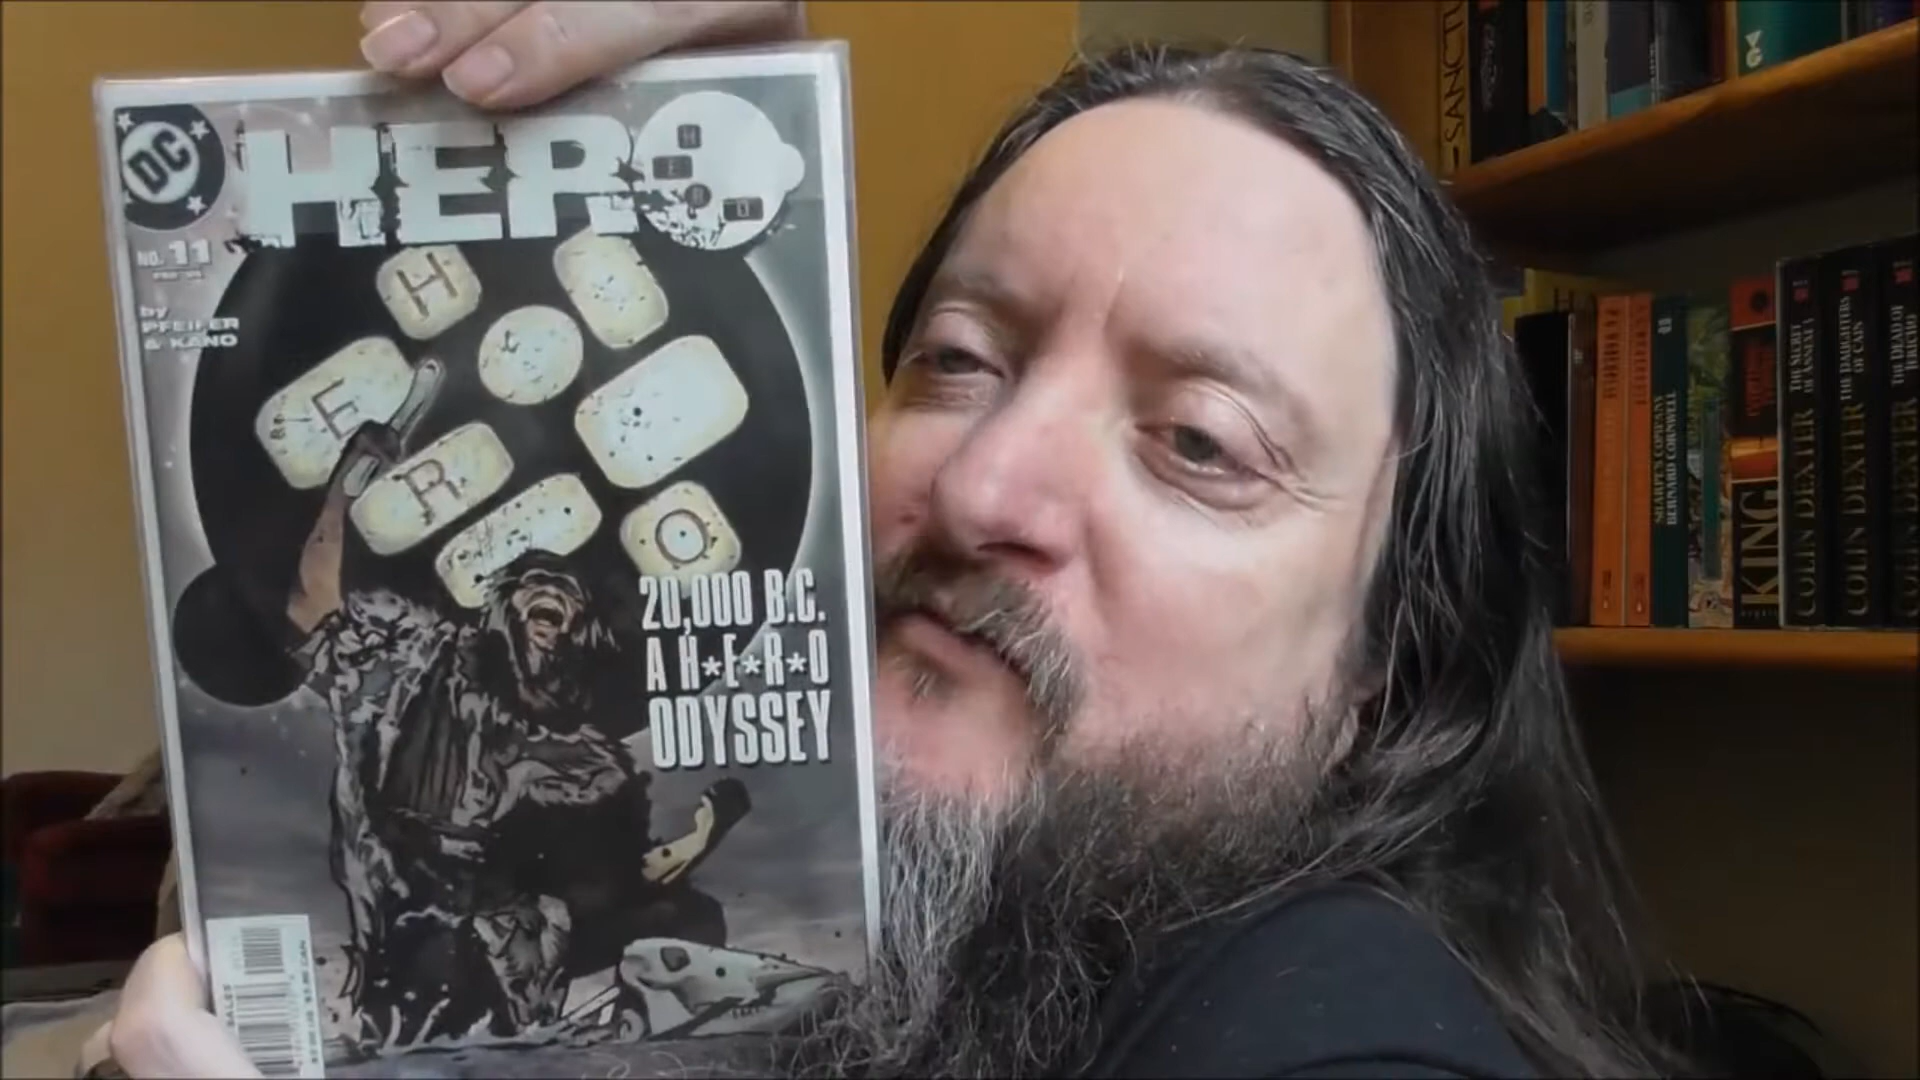 DC
HERO
H
E
R
O
NO. 11
by
PFEIFER
& KANO
H
E
R
O
20,000 B.C.
A H*E*R*O
ODYSSEY
SANCTU
SHARPE'S COMPANY
BERNARD CORNWELL
KING
THE SECRET
OF ANNEXE 3
COLIN DEXTER
THE DAUGHTERS
OF CAIN
COLIN DEXTER
THE DEAD OF
JERICHO
COLIN DEXTER